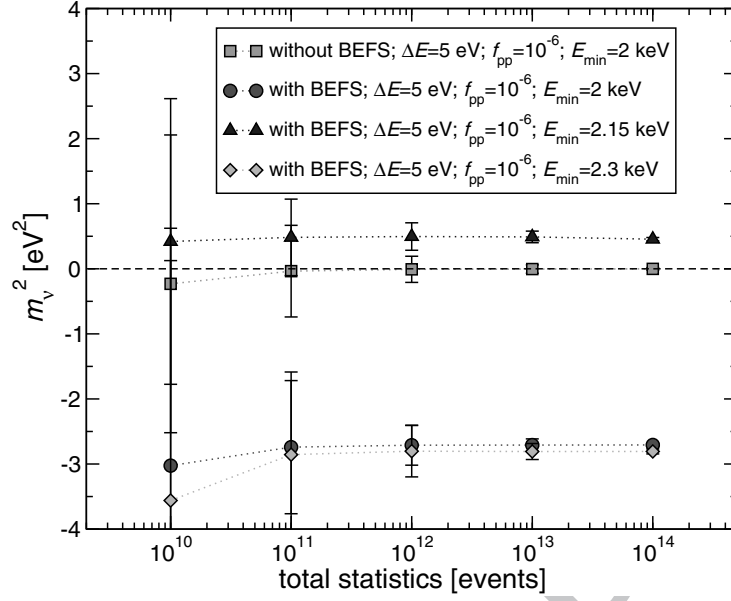 4
3
2
1
0
-1
-2
-3
-4
m_ν^2 [eV^2]
without BEFS; ΔE=5 eV; f_pp=10^-6; E_min=2 keV
with BEFS; ΔE=5 eV; f_pp=10^-6; E_min=2 keV
with BEFS; ΔE=5 eV; f_pp=10^-6; E_min=2.15 keV
with BEFS; ΔE=5 eV; f_pp=10^-6; E_min=2.3 keV
10^10 10^11 10^12 10^13 10^14
total statistics [events]